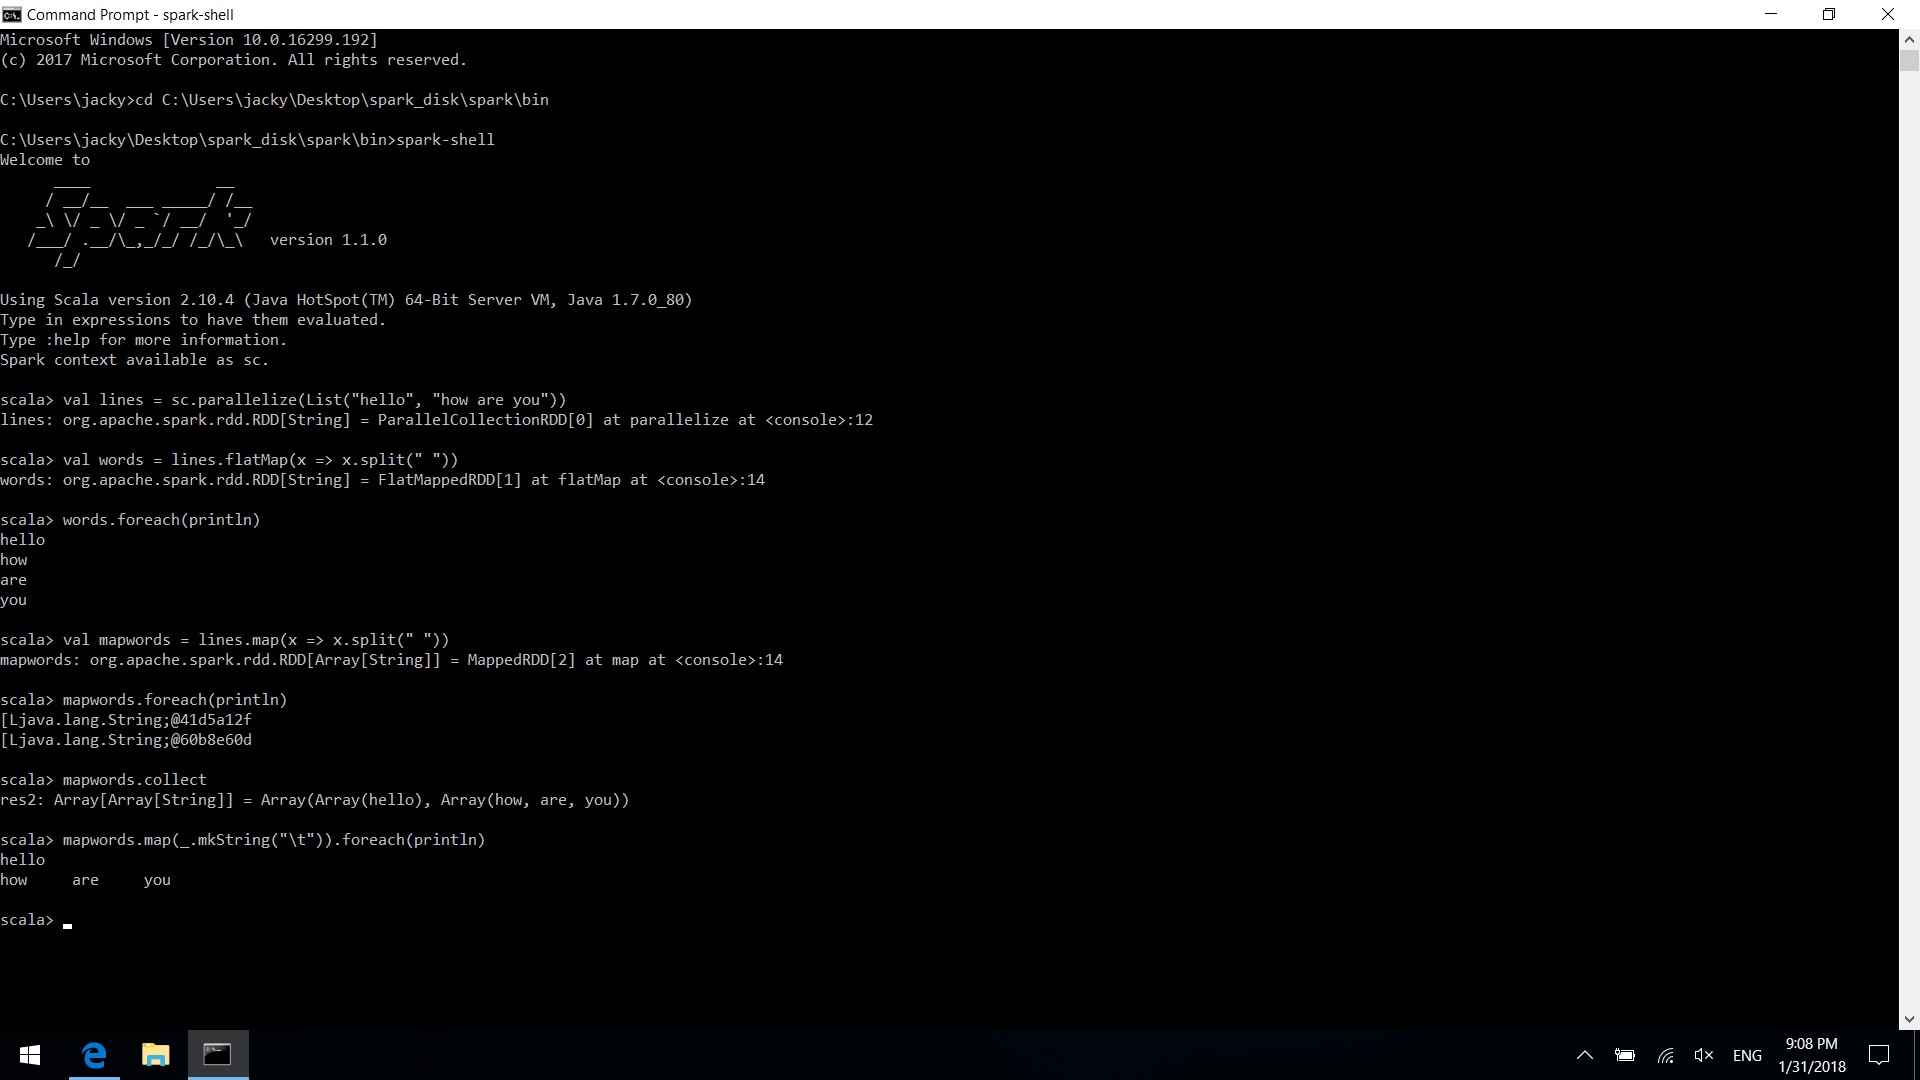 Command Prompt - spark-shell
Microsoft Windows [Version 10.0.16299.192]
(c) 2017 Microsoft Corporation. All rights reserved.
C:\Users\jacky>cd C:\Users\jacky\Desktop\spark_disk\spark\bin
C:\Users\jacky\Desktop\spark_disk\spark\bin>spark-shell
Welcome to
      ____              __
     / __/__  ___ _____/ /__
    _\ \/ _ \/ _ `/ __/  '_/
   /___/ .__/\_,_/_/ /_/\_\   version 1.1.0
      /_/
Using Scala version 2.10.4 (Java HotSpot(TM) 64-Bit Server VM, Java 1.7.0_80)
Type in expressions to have them evaluated.
Type :help for more information.
Spark context available as sc.
scala> val lines = sc.parallelize(List("hello", "how are you"))
lines: org.apache.spark.rdd.RDD[String] = ParallelCollectionRDD[0] at parallelize at <console>:12
scala> val words = lines.flatMap(x => x.split(" "))
words: org.apache.spark.rdd.RDD[String] = FlatMappedRDD[1] at flatMap at <console>:14
scala> words.foreach(println)
hello
how
are
you
scala> val mapwords = lines.map(x => x.split(" "))
mapwords: org.apache.spark.rdd.RDD[Array[String]] = MappedRDD[2] at map at <console>:14
scala> mapwords.foreach(println)
[Ljava.lang.String;@41d5a12f
[Ljava.lang.String;@60b8e60d
scala> mapwords.collect
res2: Array[Array[String]] = Array(Array(hello), Array(how, are, you))
scala> mapwords.map(_.mkString("\t")).foreach(println)
hello
how     are     you
scala>
ENG
9:08 PM
1/31/2018